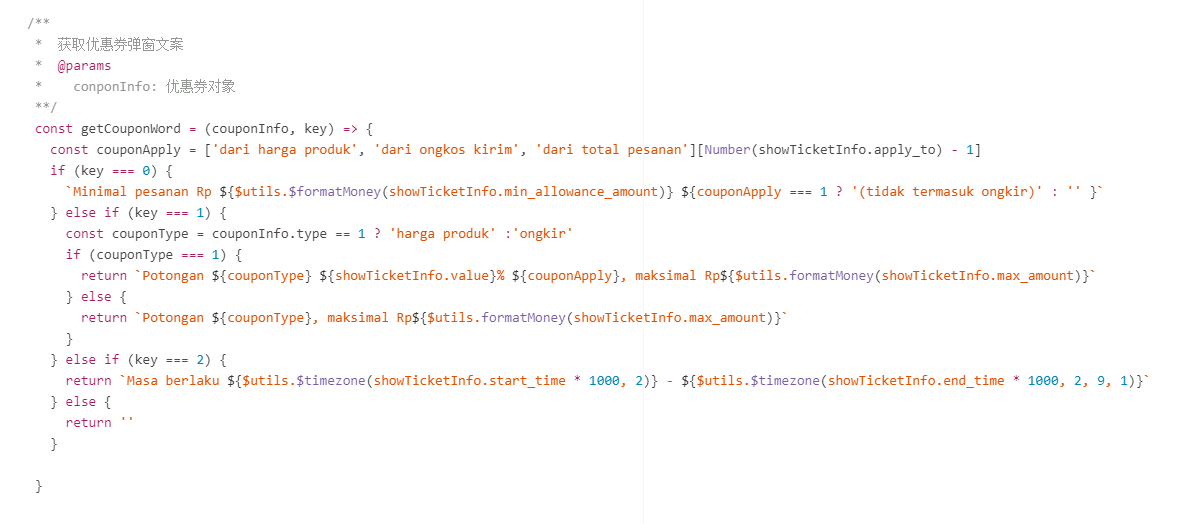 /**
 *  获取优惠券弹窗文案
 *  @params
 *    conponInfo: 优惠券对象
 **/
 const getCouponWord = (couponInfo, key) => {
   const couponApply = ['dari harga produk', 'dari ongkos kirim', 'dari total pesanan'][Number(showTicketInfo.apply_to) - 1]
   if (key === 0) {
     `Minimal pesanan Rp ${$utils.$formatMoney(showTicketInfo.min_allowance_amount)} ${couponApply === 1 ? '(tidak termasuk ongkir)' : '' }`
   } else if (key === 1) {
     const couponType = couponInfo.type == 1 ? 'harga produk' :'ongkir'
     if (couponType === 1) {
       return `Potongan ${couponType} ${showTicketInfo.value}% ${couponApply}, maksimal Rp${$utils.formatMoney(showTicketInfo.max_amount)}`
     } else {
       return `Potongan ${couponType}, maksimal Rp${$utils.formatMoney(showTicketInfo.max_amount)}`
     }
   } else if (key === 2) {
     return `Masa berlaku ${$utils.$timezone(showTicketInfo.start_time * 1000, 2)} - ${$utils.$timezone(showTicketInfo.end_time * 1000, 2, 9, 1)}`
   } else {
     return ''
   }

 }